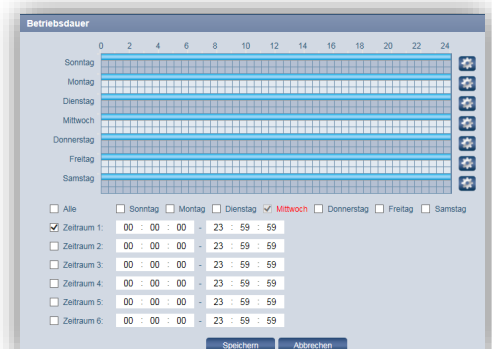 Betriebsdauer
0 2 4 6 8 10 12 14 16 18 20 22 24
Sonntag
Montag
Dienstag
Mittwoch
Donnerstag
Freitag
Samstag
Alle Sonntag Montag Dienstag Mittwoch Donnerstag Freitag Samstag
Zeitraum 1: 00 : 00 : 00 - 23 : 59 : 59
Zeitraum 2: 00 : 00 : 00 - 23 : 59 : 59
Zeitraum 3: 00 : 00 : 00 - 23 : 59 : 59
Zeitraum 4: 00 : 00 : 00 - 23 : 59 : 59
Zeitraum 5: 00 : 00 : 00 - 23 : 59 : 59
Zeitraum 6: 00 : 00 : 00 - 23 : 59 : 59
Speichern Abbrechen